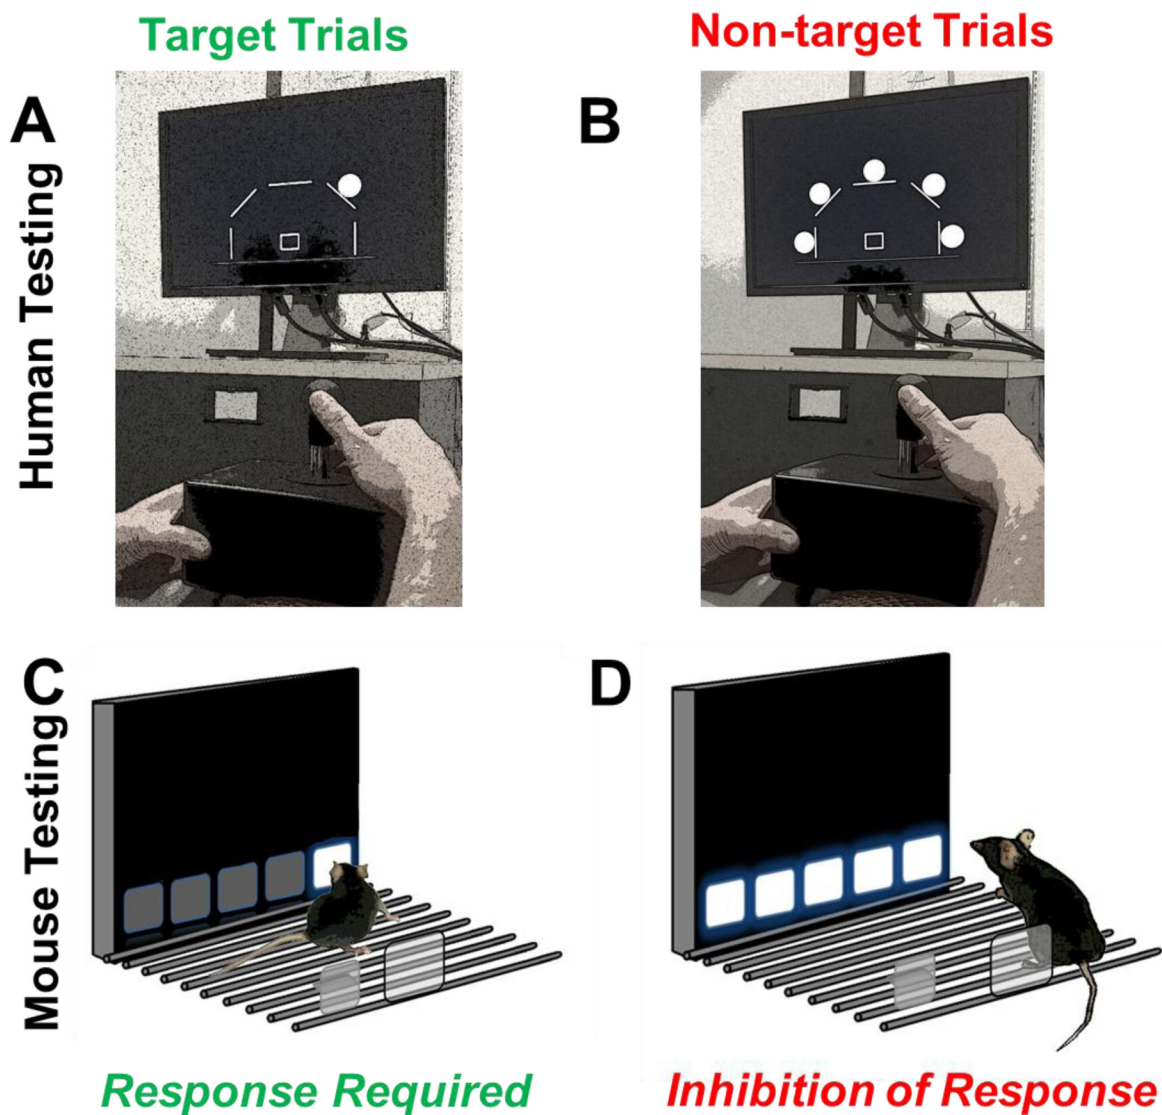 Target Trials
Non-target Trials
A
B
Human Testing
C
D
Mouse Testing
Response Required
Inhibition of Response